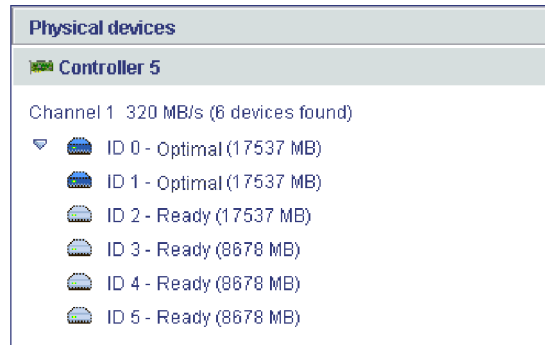 Physical devices
Controller 5
Channel 1 320 MB/s (6 devices found)
ID 0 - Optimal (17537 MB)
ID 1 - Optimal (17537 MB)
ID 2 - Ready (17537 MB)
ID 3 - Ready (8678 MB)
ID 4 - Ready (8678 MB)
ID 5 - Ready (8678 MB)